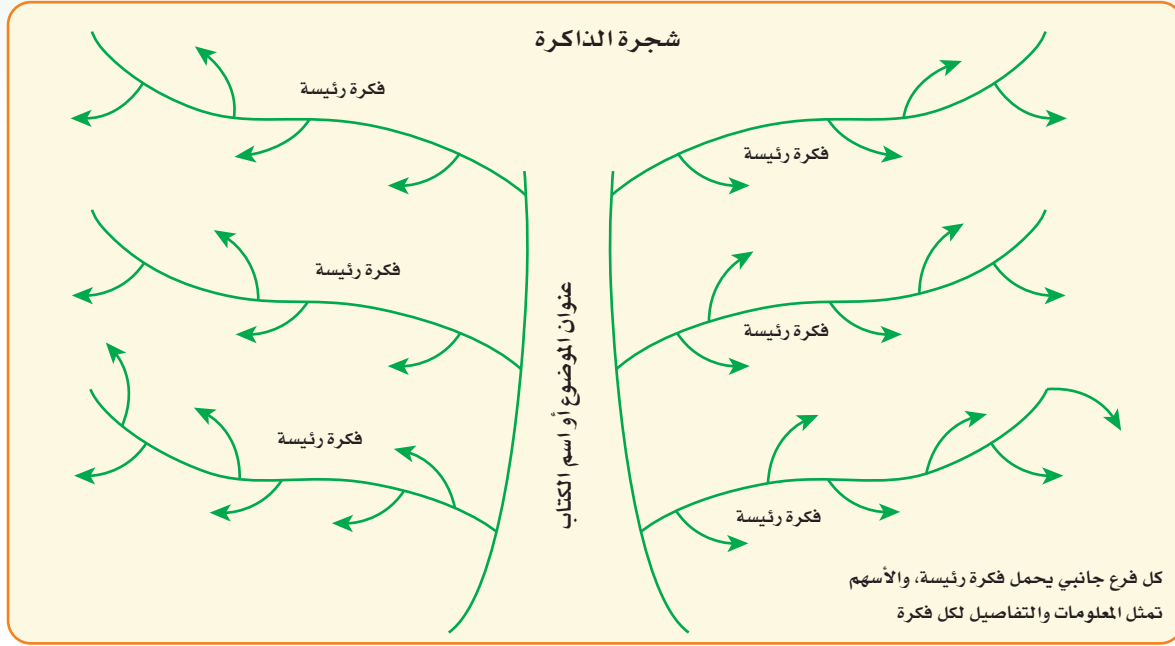 شجرة الذاكرة
فكرة رئيسة
فكرة رئيسة
فكرة رئيسة
فكرة رئيسة
فكرة رئيسة
فكرة رئيسة
عنوان الموضوع أو اسم الكتاب
كل فرع جانبي يحمل فكرة رئيسة، والأسهم
تمثل المعلومات والتفاصيل لكل فكرة